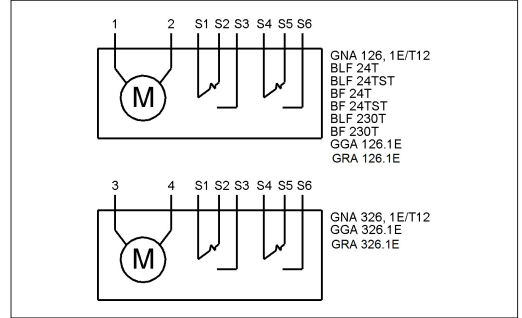 1 2 S1 S2 S3 S4 S5 S6
M
GNA 126, 1E/T12
BLF 24T
BLF 24TST
BF 24T
BF 24TST
BLF 230T
BF 230T
GGA 126.1E
GRA 126.1E
3 4 S1 S2 S3 S4 S5 S6
M
GNA 326, 1E/T12
GGA 326.1E
GRA 326.1E